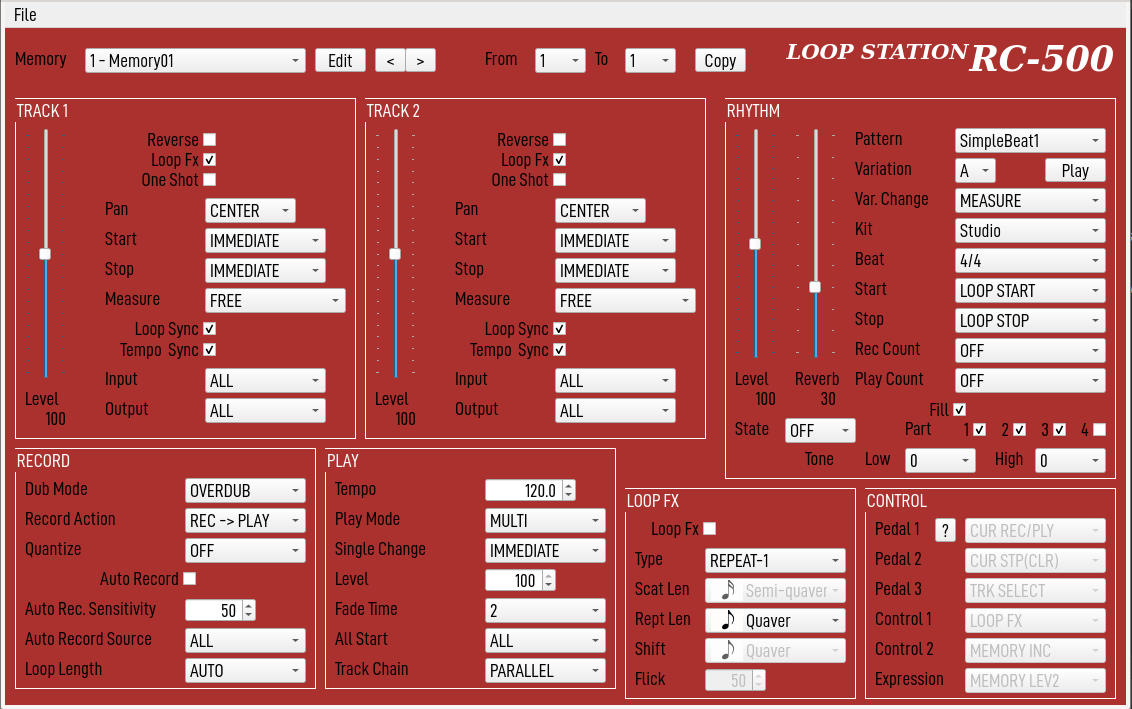 File
Memory 1 - Memory01 Edit < > From 1 To 1 Copy LOOP STATION RC-500
TRACK 1
Reverse
Loop Fx
One Shot
Pan CENTER
Start IMMEDIATE
Stop IMMEDIATE
Measure FREE
Loop Sync
Tempo Sync
Input ALL
Level
Output ALL
100
TRACK 2
Reverse
Loop Fx
One Shot
Pan CENTER
Start IMMEDIATE
Stop IMMEDIATE
Measure FREE
Loop Sync
Tempo Sync
Input ALL
Level
Output ALL
100
RHYTHM
Pattern SimpleBeat1
Variation A Play
Var. Change MEASURE
Kit Studio
Beat 4/4
Start LOOP START
Stop LOOP STOP
Rec Count OFF
Level Reverb Play Count OFF
100 30
Fill
State OFF Part 1 2 3 4
Tone Low 0 High 0
RECORD
Dub Mode OVERDUB
Record Action REC -> PLAY
Quantize OFF
Auto Record
Auto Rec. Sensitivity 50
Auto Record Source ALL
Loop Length AUTO
PLAY
Tempo 120.0
Play Mode MULTI
Single Change IMMEDIATE
Level 100
Fade Time 2
All Start ALL
Track Chain PARALLEL
LOOP FX
Loop Fx
Type REPEAT-1
Scat Len Semi-quaver
Rept Len Quaver
Shift Quaver
Flick 50
CONTROL
Pedal 1 ? CUR REC/PLY
Pedal 2 CUR STP(CLR)
Pedal 3 TRK SELECT
Control 1 LOOP FX
Control 2 MEMORY INC
Expression MEMORY LEV2